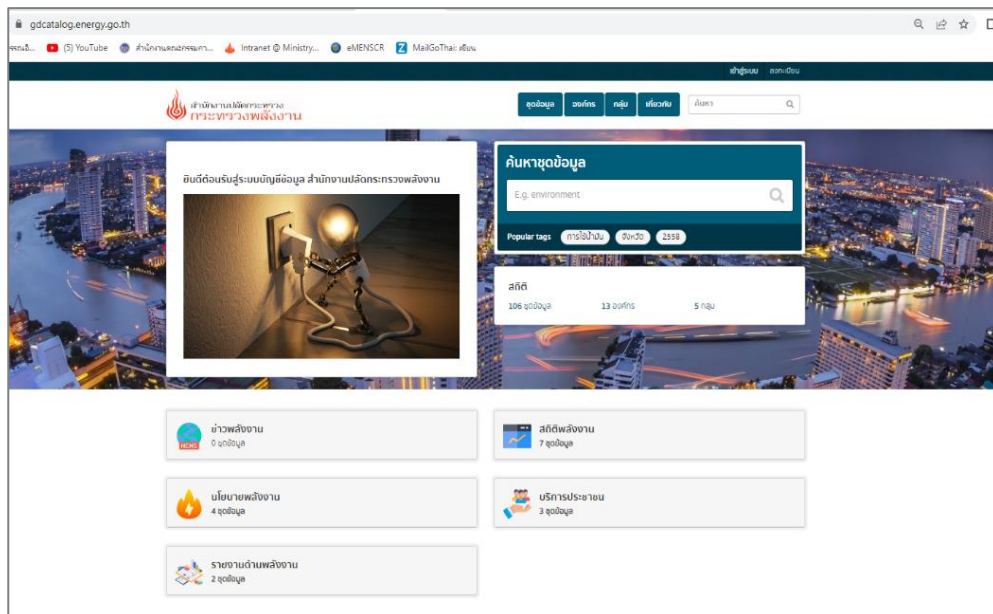 gdcatalog.energy.go.th
(5) YouTube
Intranet @ Ministry...
eMENSCR
MailGoThai: เขียน
เข้าสู่ระบบ ลงทะเบียน
สำนักงานปลัดกระทรวง
กระทรวงพลังงาน
ชุดข้อมูล องค์กร กลุ่ม เกี่ยวกับ ค้นหา
ยินดีต้อนรับสู่ระบบบัญชีข้อมูล สำนักงานปลัดกระทรวงพลังงาน
ค้นหาชุดข้อมูล
E.g. environment
Popular tags การใช้น้ำมัน จังหวัด 2558
สถิติ
106 ชุดข้อมูล 13 องค์กร 5 กลุ่ม
ข่าวพลังงาน
0 ชุดข้อมูล
NEWS
สถิติพลังงาน
7 ชุดข้อมูล
นโยบายพลังงาน
4 ชุดข้อมูล
บริการประชาชน
3 ชุดข้อมูล
รายงานด้านพลังงาน
2 ชุดข้อมูล